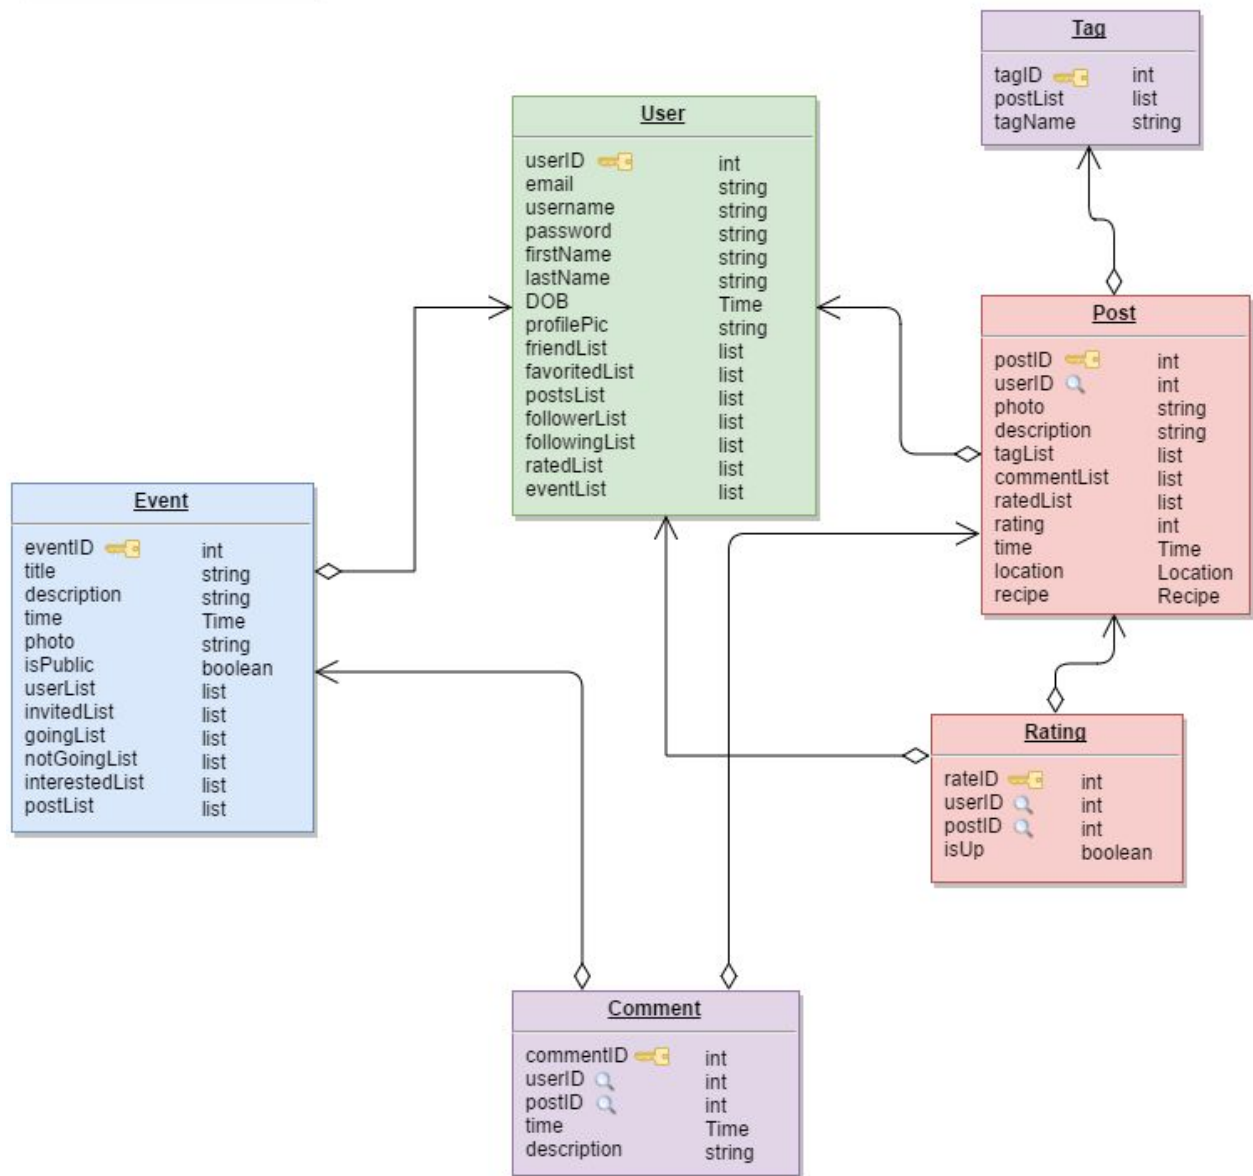 Tag
tagID int
postList list
tagName string
User
userID int
email string
username string
password string
firstName string
lastName string
DOB Time
profilePic string
friendList list
favoritedList list
postsList list
followerList list
followingList list
ratedList list
eventList list
Post
postID int
userID int
photo string
description string
tagList list
commentList list
ratedList list
rating int
time Time
location Location
recipe Recipe
Event
eventID int
title string
description string
time Time
photo string
isPublic boolean
userList list
invitedList list
goingList list
notGoingList list
interestedList list
postList list
Rating
rateID int
userID int
postID int
isUp boolean
Comment
commentID int
userID int
postID int
time Time
description string